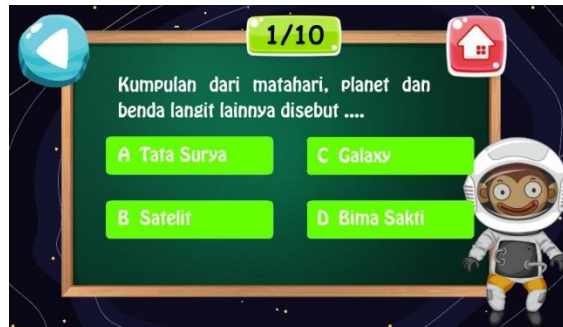 1/10
Kumpulan dari matahari, planet dan
benda langit lainnya disebut ....
A Tata Surya
C Galaxy
B Satelit
D Bima Sakti